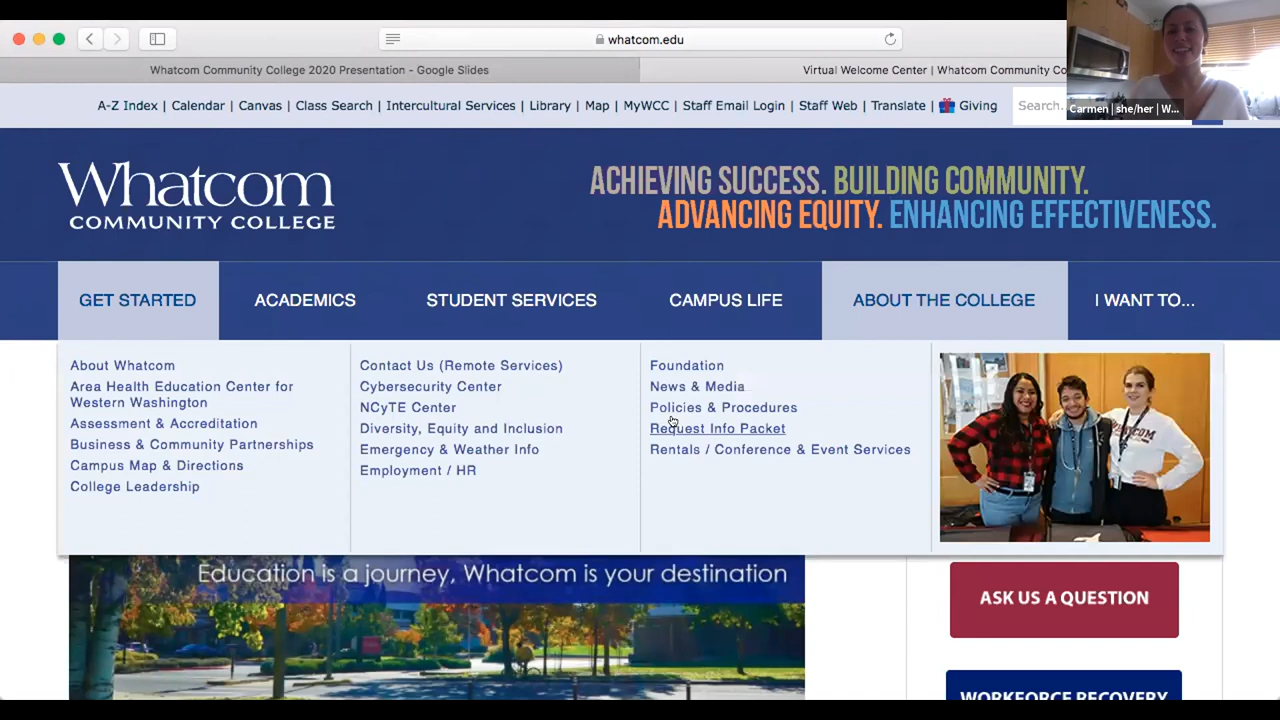 whatcom.edu
Whatcom Community College 2020 Presentation - Google Slides
Virtual Welcome Center | Whatcom Community Co
A-Z Index | Calendar | Canvas | Class Search | Intercultural Services | Library | Map | MyWCC | Staff Email Login | Staff Web | Translate | Giving
Search.
Carmen | she/her | W...
Whatcom
COMMUNITY COLLEGE
ACHIEVING SUCCESS. BUILDING COMMUNITY.
ADVANCING EQUITY. ENHANCING EFFECTIVENESS.
GET STARTED
ACADEMICS
STUDENT SERVICES
CAMPUS LIFE
ABOUT THE COLLEGE
I WANT TO...
About Whatcom
Area Health Education Center for
Western Washington
Assessment & Accreditation
Business & Community Partnerships
Campus Map & Directions
College Leadership
Contact Us (Remote Services)
Cybersecurity Center
NCyTE Center
Diversity, Equity and Inclusion
Emergency & Weather Info
Employment / HR
Foundation
News & Media
Policies & Procedures
Request Info Packet
Rentals / Conference & Event Services
Education is a journey, Whatcom is your destination
ASK US A QUESTION
WORKFORCE RECOVERY